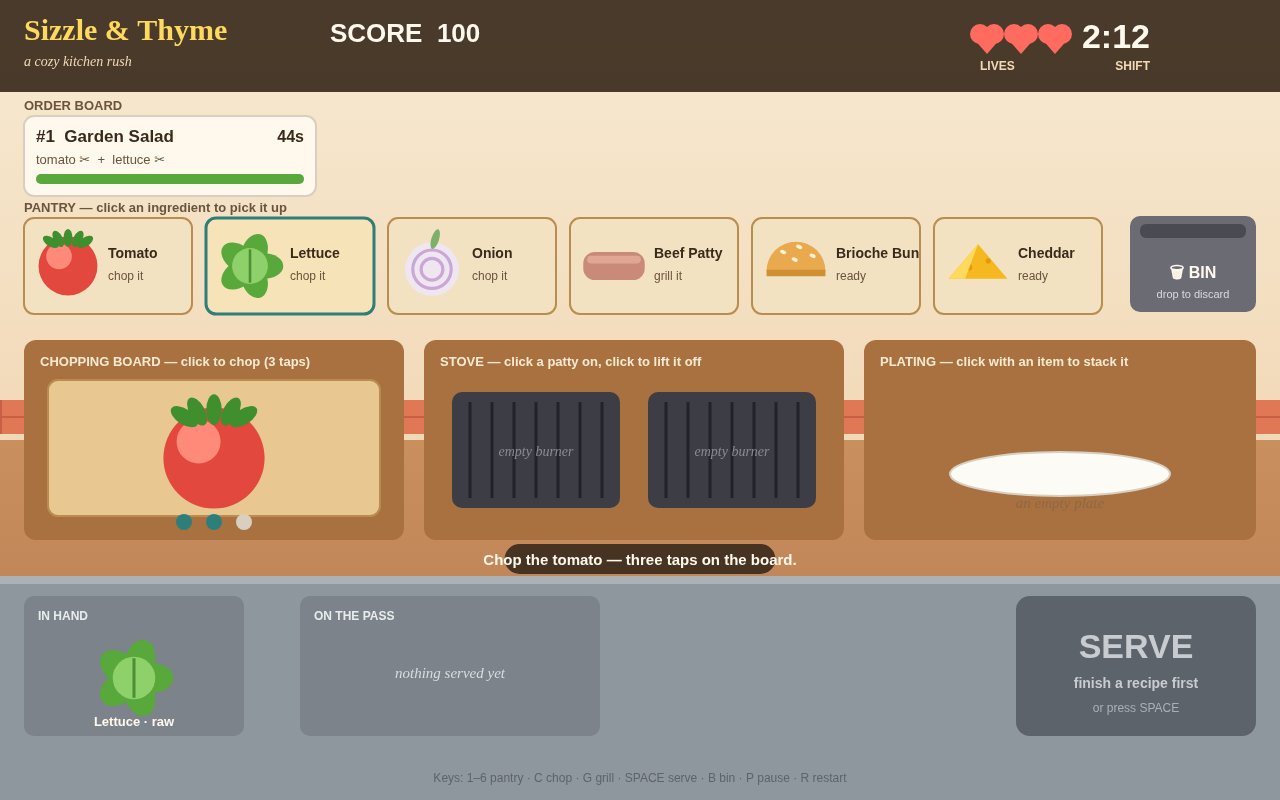 Sizzle & Thyme
a cozy kitchen rush
SCORE 100
2:12
LIVES
SHIFT
ORDER BOARD
#1 Garden Salad 44s
tomato ✂ + lettuce ✂
PANTRY — click an ingredient to pick it up
Tomato
chop it
Lettuce
chop it
Onion
chop it
Beef Patty
grill it
Brioche Bun
ready
Cheddar
ready
BIN
drop to discard
CHOPPING BOARD — click to chop (3 taps)
STOVE — click a patty on, click to lift it off
empty burner
empty burner
PLATING — click with an item to stack it
an empty plate
Chop the tomato — three taps on the board.
IN HAND
Lettuce · raw
ON THE PASS
nothing served yet
SERVE
finish a recipe first
or press SPACE
Keys: 1–6 pantry · C chop · G grill · SPACE serve · B bin · P pause · R restart